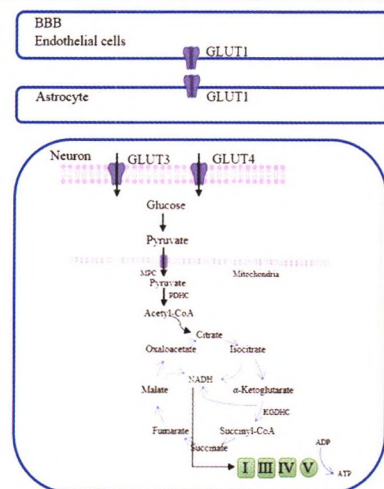 BBB
Endothelial cells
GLUT1
Astrocyte
GLUT1
Neuron
GLUT3
GLUT4
Glucose
Pyruvate
MPC
Mitochondria
Pyruvate
PDHC
Acetyl-CoA
Citrate
Oxaloacetate
Isocitrate
NADH
Malate
α-Ketoglutarate
KGDHC
Fumarate
Succinyl-CoA
Succinate
ADP
I III IV V
ATP